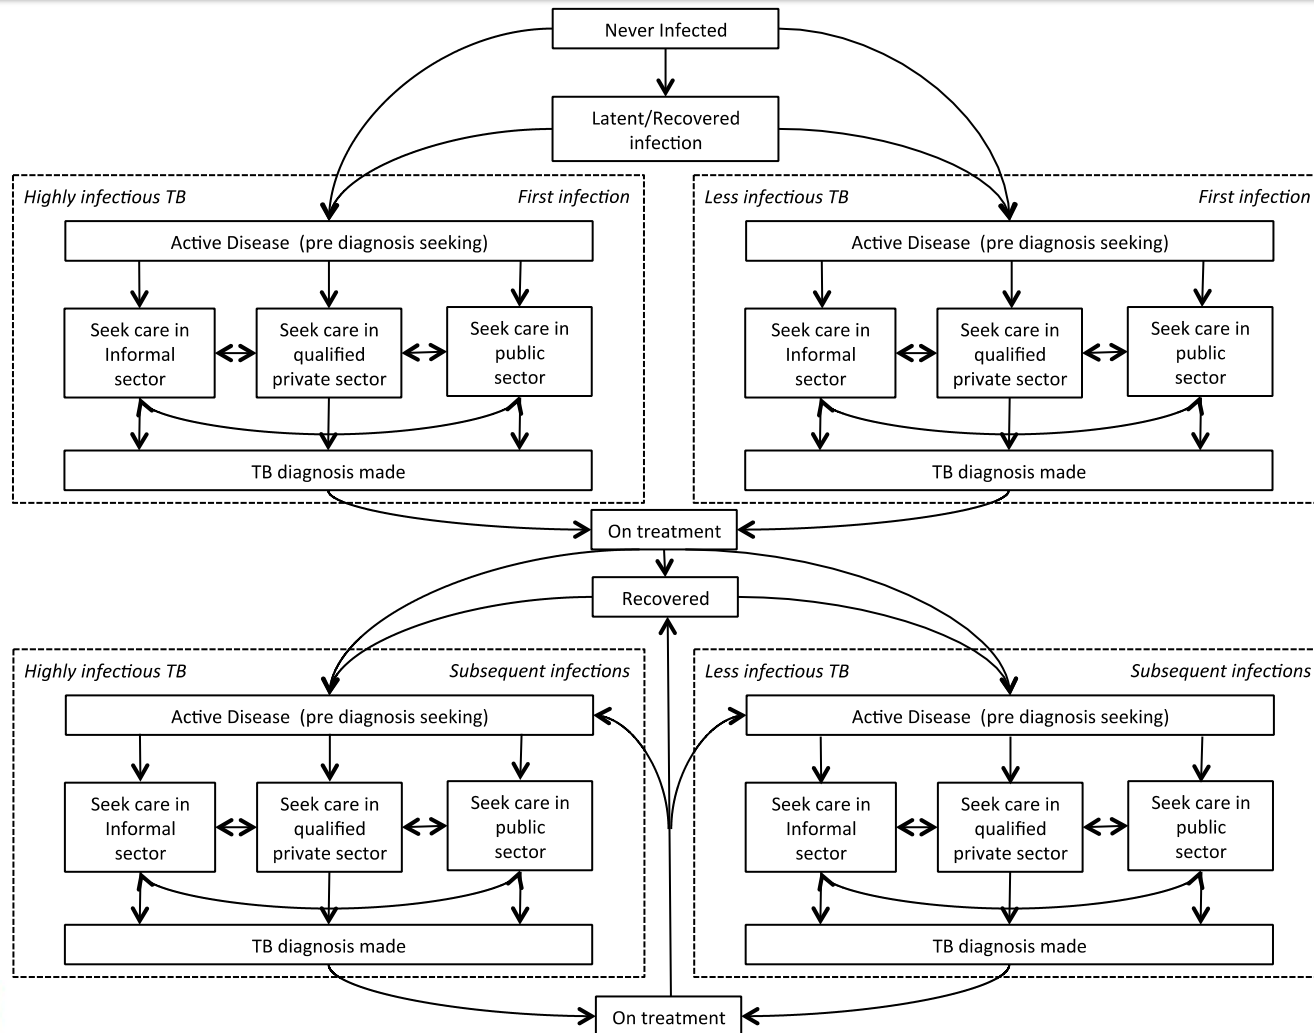 Never Infected
Latent/Recovered
infection
Highly infectious TB
First infection
Active Disease (pre diagnosis seeking)
Seek care in
Informal
sector
Seek care in
qualified
private sector
Seek care in
public
sector
TB diagnosis made
Less infectious TB
First infection
Active Disease (pre diagnosis seeking)
Seek care in
Informal
sector
Seek care in
qualified
private sector
Seek care in
public
sector
TB diagnosis made
On treatment
Recovered
Highly infectious TB
Subsequent infections
Active Disease (pre diagnosis seeking)
Seek care in
Informal
sector
Seek care in
qualified
private sector
Seek care in
public
sector
TB diagnosis made
Less infectious TB
Subsequent infections
Active Disease (pre diagnosis seeking)
Seek care in
Informal
sector
Seek care in
qualified
private sector
Seek care in
public
sector
TB diagnosis made
On treatment